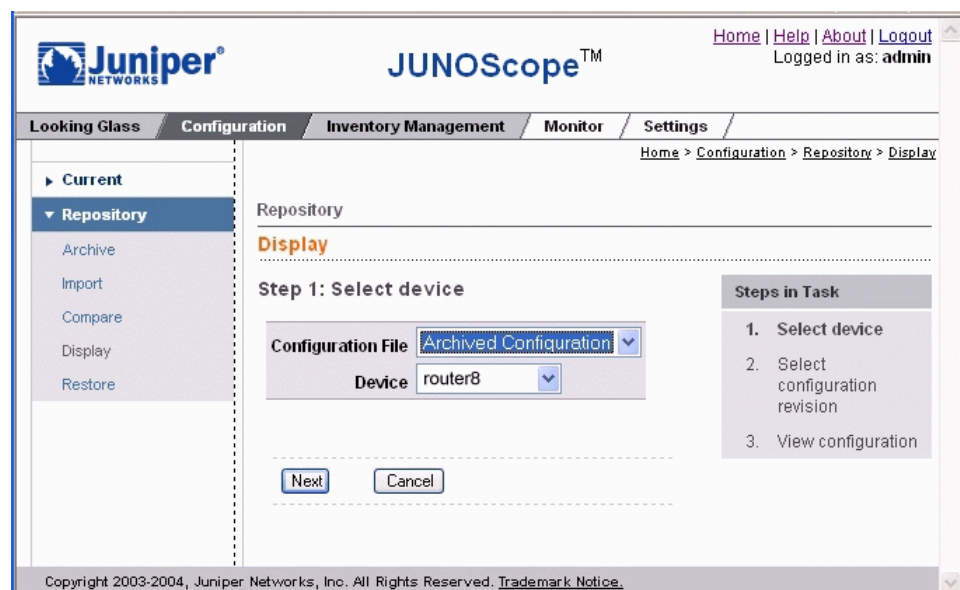 Juniper®
NETWORKS
JUNOScope™
Home | Help | About | Logout
Logged in as: admin
Looking Glass / Configuration / Inventory Management / Monitor / Settings /
Home > Configuration > Repository > Display
Current
Repository
Archive
Import
Compare
Display
Restore
Repository
Display
Step 1: Select device
Configuration File Archived Configuration
Device router8
Next Cancel
Steps in Task
1. Select device
2. Select
configuration
revision
3. View configuration
Copyright 2003-2004, Juniper Networks, Inc. All Rights Reserved. Trademark Notice.